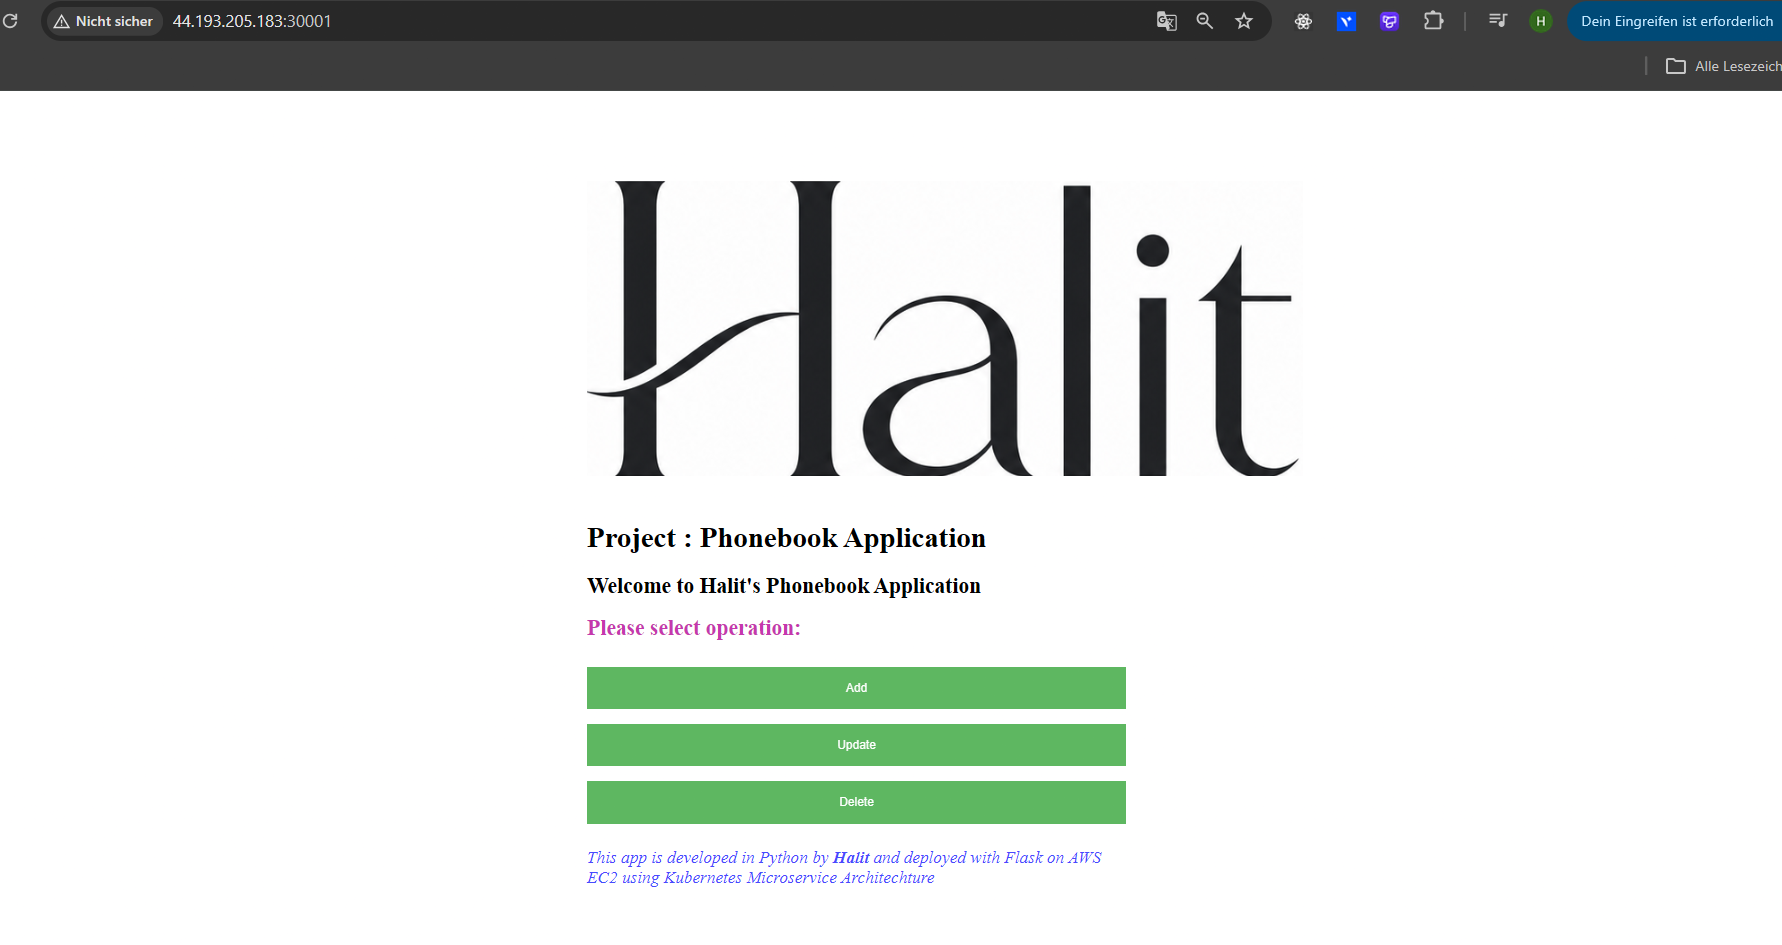 Nicht sicher
44.193.205.183:30001
H
Dein Eingreifen ist erforderlich
Alle Lesezeich
Halit
Project : Phonebook Application
Welcome to Halit's Phonebook Application
Please select operation:
Add
Update
Delete
This app is developed in Python by Halit and deployed with Flask on AWS
EC2 using Kubernetes Microservice Architechture